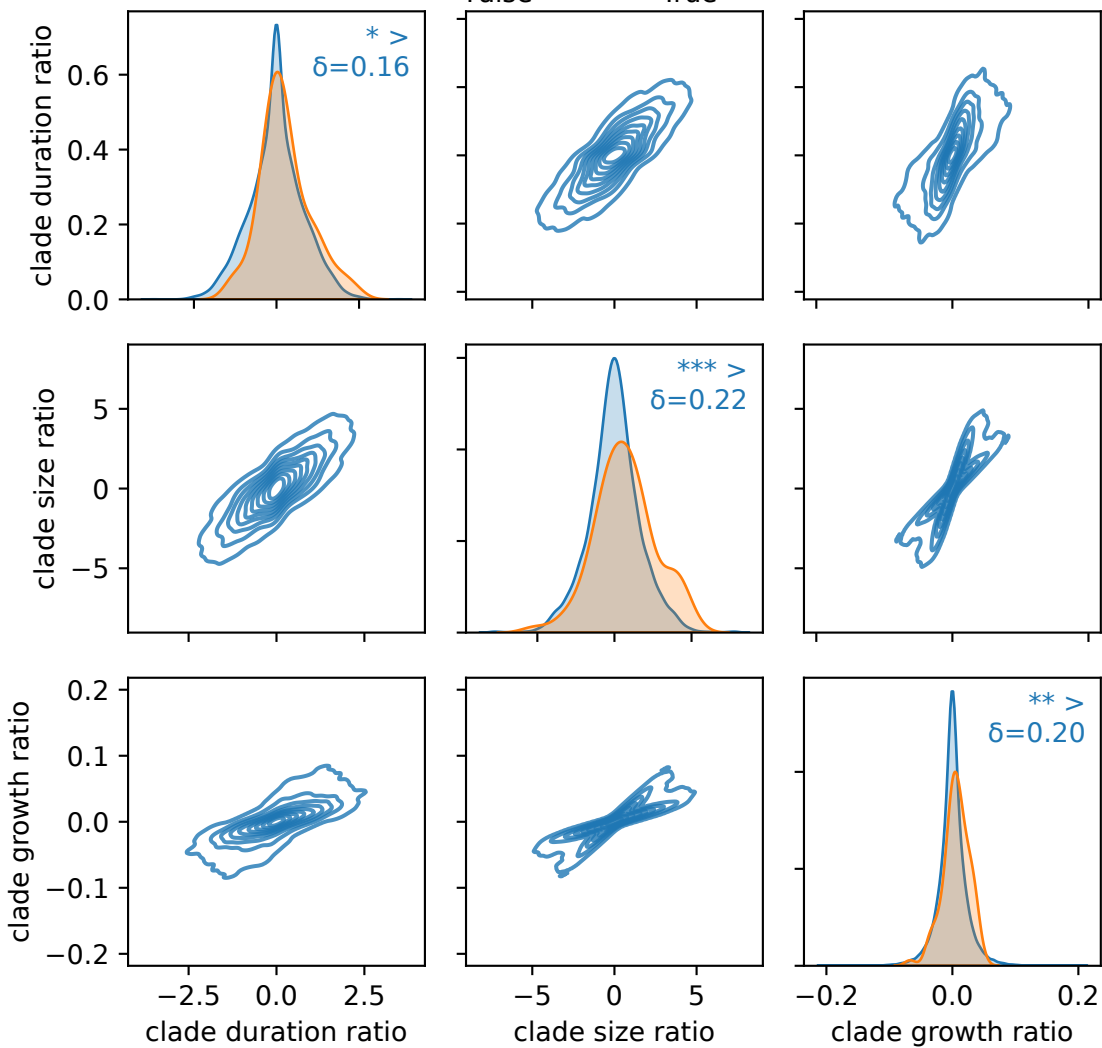 True
clade duration ratio
0.6
0.4
0.2
0.0
* >
δ=0.16
clade size ratio
5
0
−5
*** >
δ=0.22
clade growth ratio
0.2
0.1
0.0
−0.1
−0.2
** >
δ=0.20
−2.5 0.0 2.5
−5 0 5
−0.2 0.0 0.2
clade duration ratio
clade size ratio
clade growth ratio